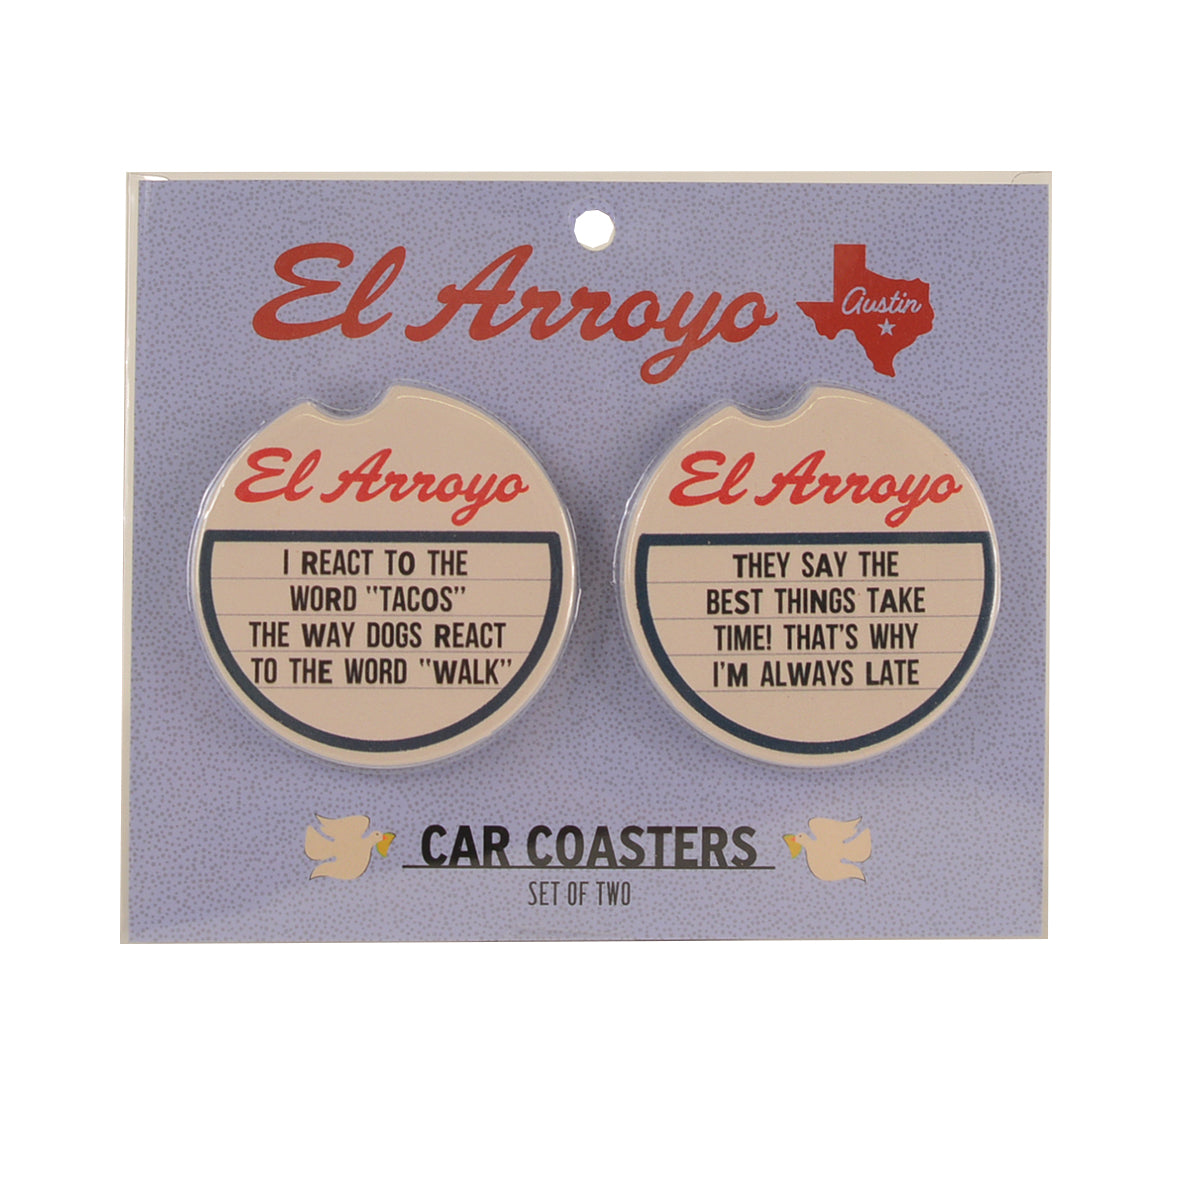 El Arroyo
Austin
El Arroyo
I REACT TO THE
WORD "TACOS"
THE WAY DOGS REACT
TO THE WORD "WALK"
El Arroyo
THEY SAY THE
BEST THINGS TAKE
TIME! THAT'S WHY
I'M ALWAYS LATE
CAR COASTERS
SET OF TWO